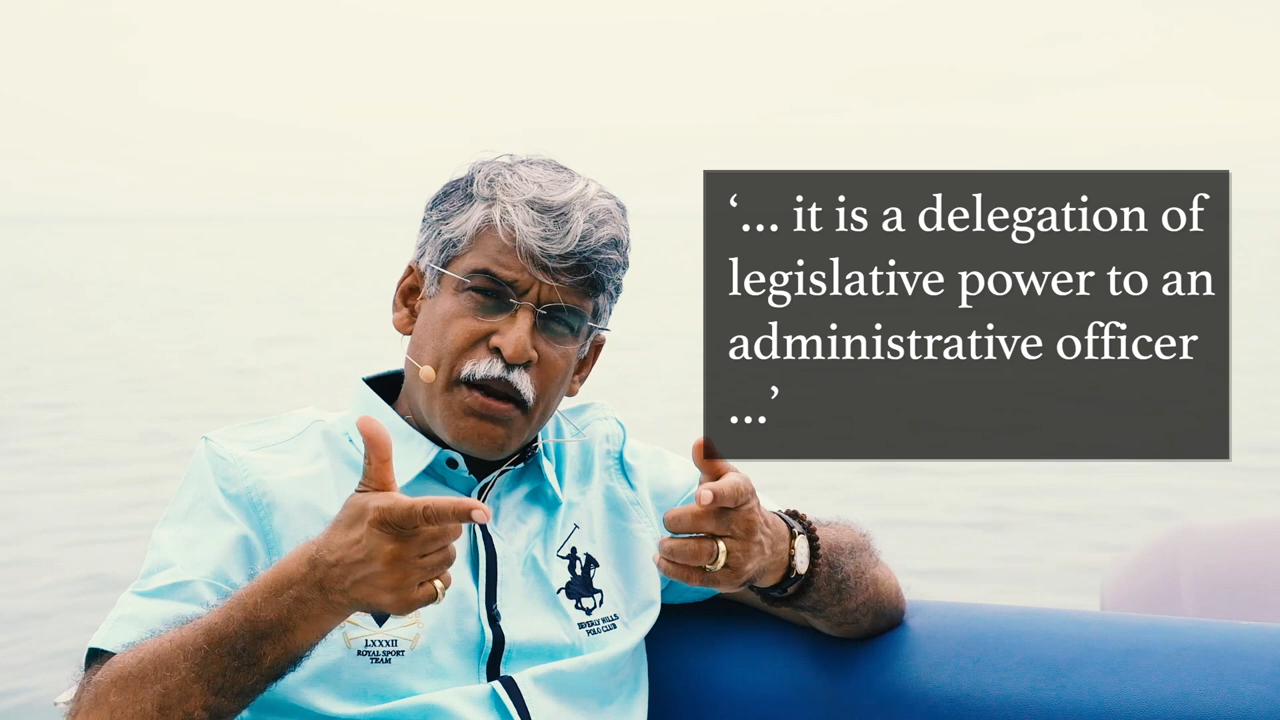 ‘... it is a delegation of
legislative power to an
administrative officer
...’
BEVERLY HILLS
POLO CLUB
LXXXII
ROYAL SPORT
TEAM